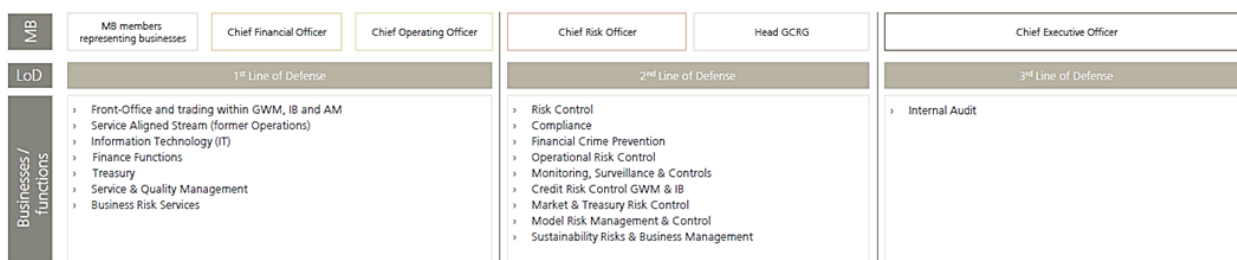 MB
MB members
representing businesses
Chief Financial Officer
Chief Operating Officer
Chief Risk Officer
Head GCRG
Chief Executive Officer
LoD
1st Line of Defense
2nd Line of Defense
3rd Line of Defense
Businesses /
functions
› Front-Office and trading within GWM, IB and AM
› Service Aligned Stream (former Operations)
› Information Technology (IT)
› Finance Functions
› Treasury
› Service & Quality Management
› Business Risk Services
› Risk Control
› Compliance
› Financial Crime Prevention
› Operational Risk Control
› Monitoring, Surveillance & Controls
› Credit Risk Control GWM & IB
› Market & Treasury Risk Control
› Model Risk Management & Control
› Sustainability Risks & Business Management
› Internal Audit